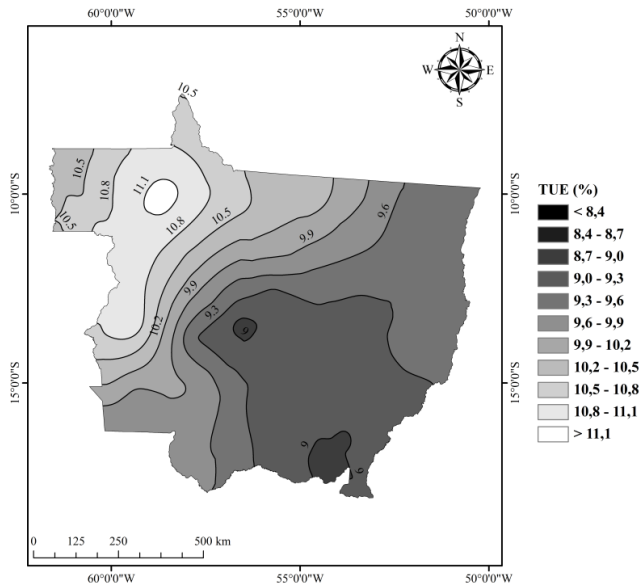 60°0'0"W 55°0'0"W 50°0'0"W
N
W E
S
10.5
10.5
10.8
11.1
10.5
10.8
10.5
9.6
9.9
9.9
10.2
9.3
9
9
9
10°0'0"S
15°0'0"S
10°0'0"S
15°0'0"S
TUE (%)
< 8,4
8,4 - 8,7
8,7 - 9,0
9,0 - 9,3
9,3 - 9,6
9,6 - 9,9
9,9 - 10,2
10,2 - 10,5
10,5 - 10,8
10,8 - 11,1
> 11,1
0 125 250 500 km
60°0'0"W 55°0'0"W 50°0'0"W